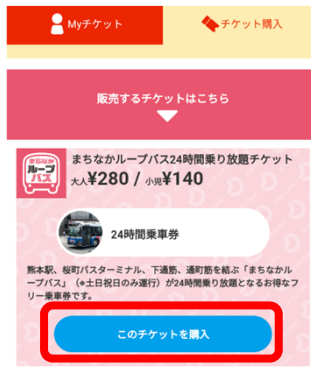 Myチケット
チケット購入
販売するチケットはこちら
まちなか
ループ
バス
まちなかループバス24時間乗り放題チケット
大人¥280 / 小児¥140
24時間乗車券
熊本駅、桜町バスターミナル、下通筋、通町筋を結ぶ「まちなかル
ープバス」（※土日祝日のみ運行）が24時間乗り放題となるお得なフ
リー乗車券です。
このチケットを購入